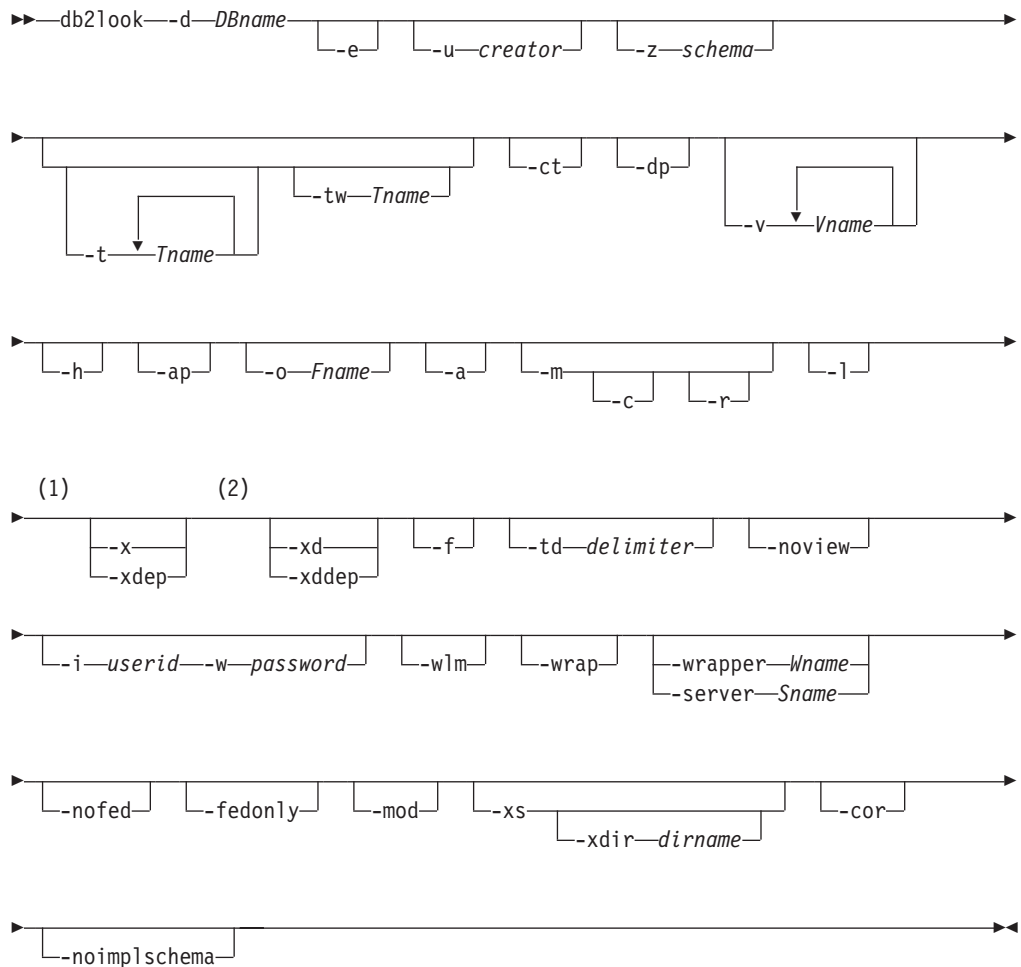 db2look -d DBname
-e -u creator -z schema
-ct -dp
-tw Tname
-t Tname -v Vname
-h -ap -o Fname -a -m -l
-c -r
(1) (2)
-x -xd -f -td delimiter -noview
-xdep -xddep
-i userid -w password -wlm -wrap -wrapper Wname
-server Sname
-nofed -fedonly -mod -xs -cor
-xdir dirname
-noimplschema